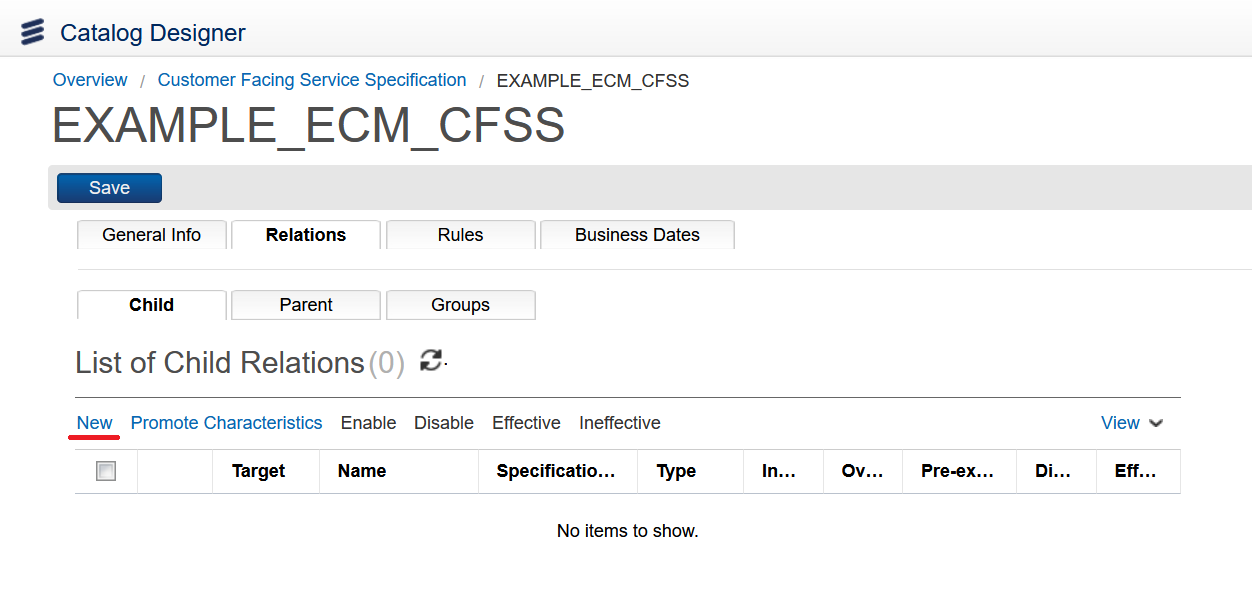 Catalog Designer
Overview / Customer Facing Service Specification / EXAMPLE_ECM_CFSS
EXAMPLE_ECM_CFSS
Save
General Info Relations Rules Business Dates
Child Parent Groups
List of Child Relations (0)
New Promote Characteristics Enable Disable Effective Ineffective View
Target Name Specificatio... Type In... Ov... Pre-ex... Di... Eff...
No items to show.